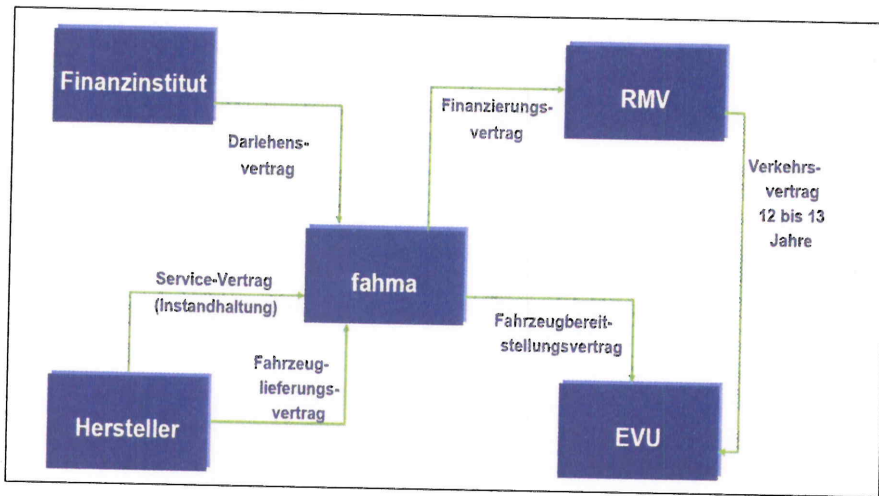 Finanzinstitut
Darlehens-
vertrag
Finanzierungs-
vertrag
RMV
Verkehrs-
vertrag
12 bis 13
Jahre
fahma
Service-Vertrag
(Instandhaltung)
Fahrzeug-
lieferungs-
vertrag
Fahrzeugbereit-
stellungsvertrag
Hersteller
EVU